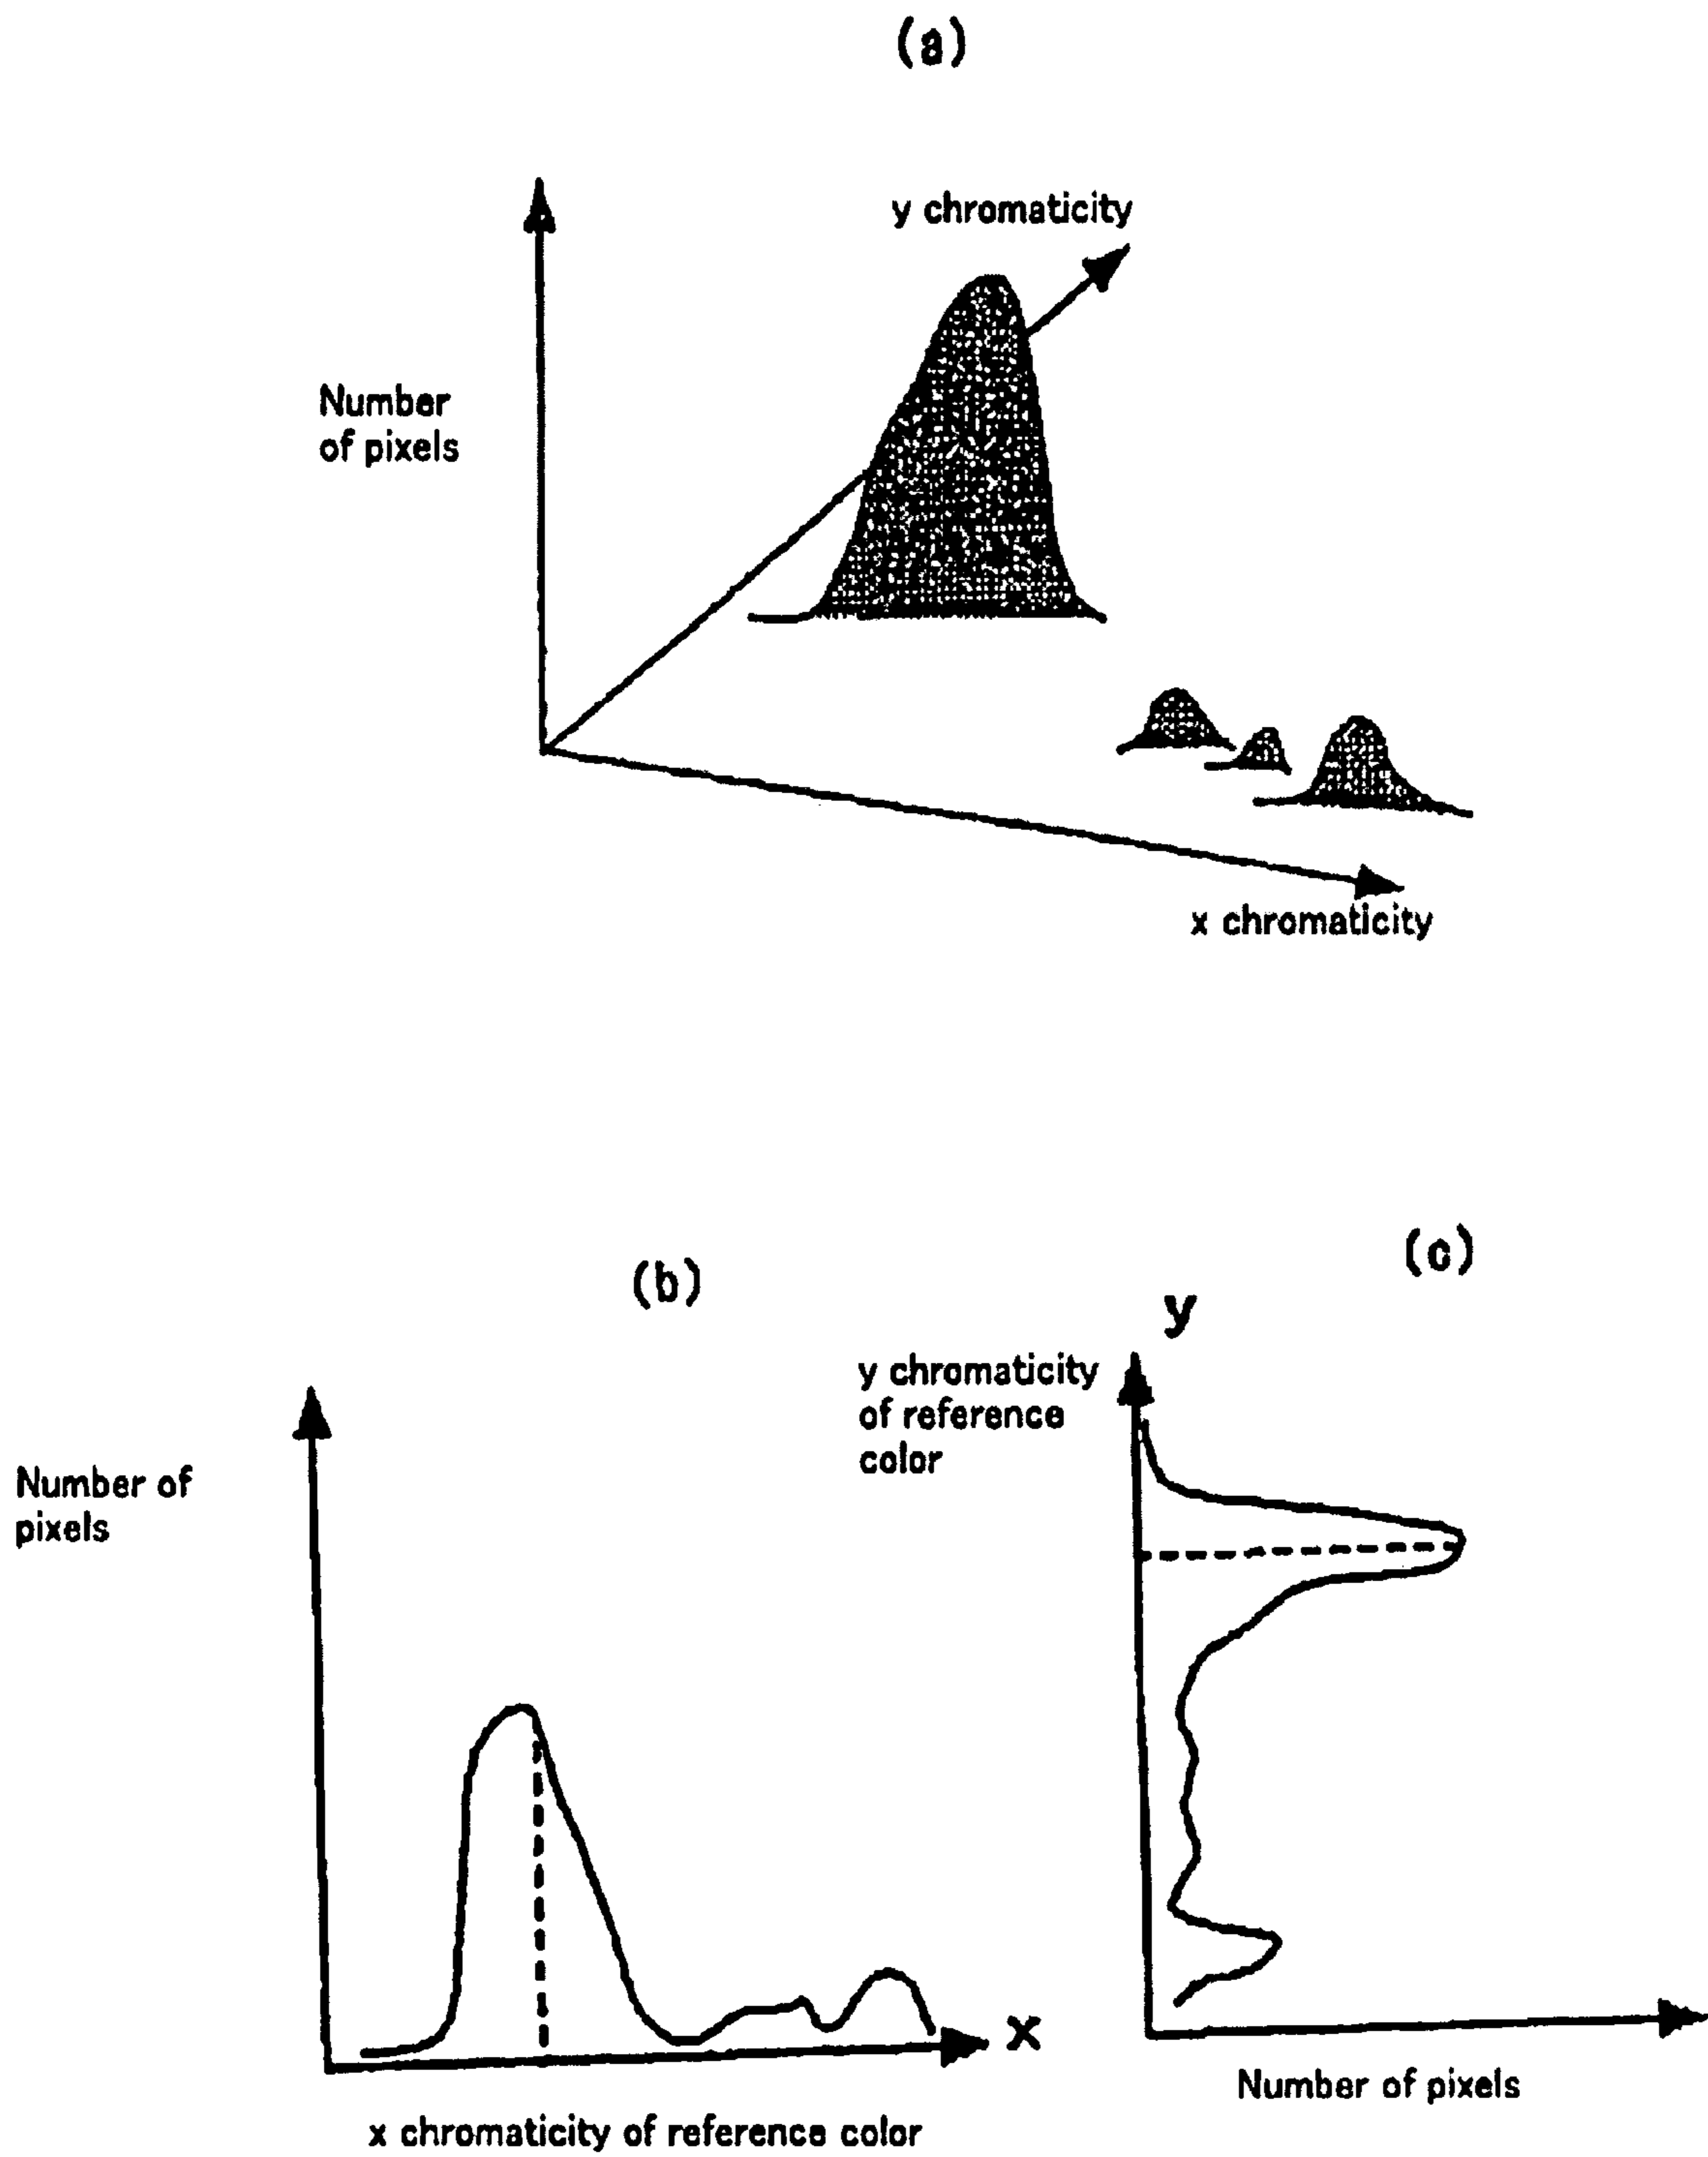 (a)
y chromaticity
Number
of pixels
x chromaticity
(b)
Number of
pixels
x
x chromaticity of reference color
(c)
y
y chromaticity
of reference
color
Number of pixels